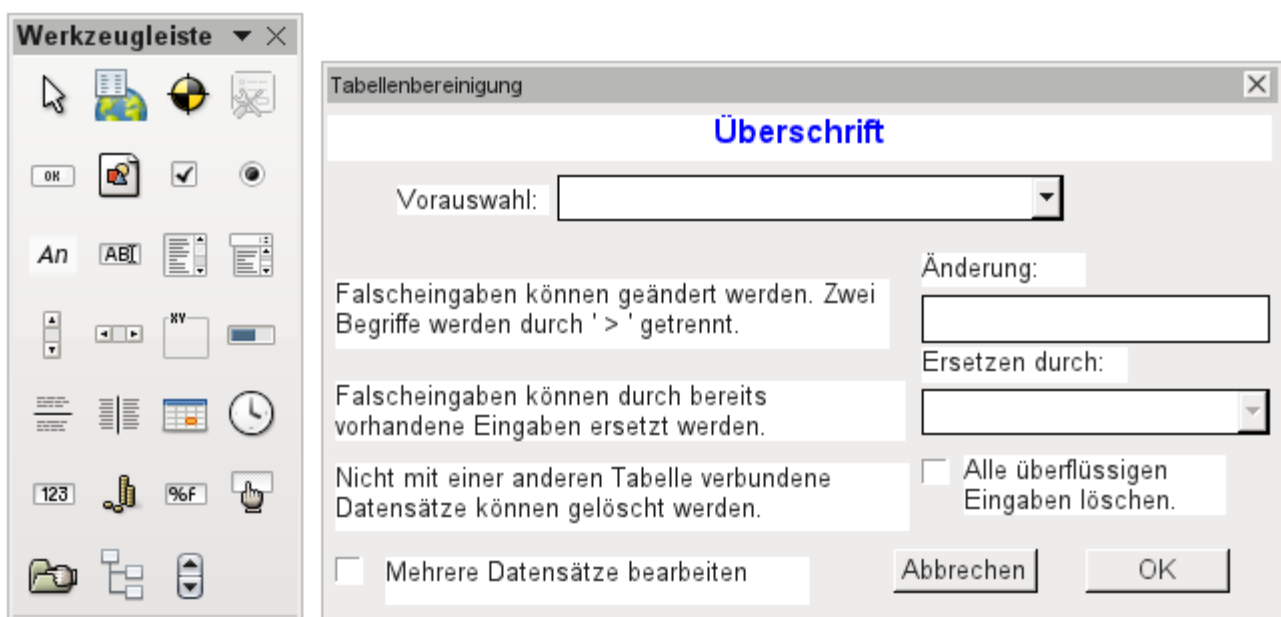 Werkzeugleiste
OK
An
ABI
XY
123
%F
Tabellenbereinigung
Überschrift
Vorauswahl:
Falscheingaben können geändert werden. Zwei
Begriffe werden durch ' > ' getrennt.
Änderung:
Ersetzen durch:
Falscheingaben können durch bereits
vorhandene Eingaben ersetzt werden.
Nicht mit einer anderen Tabelle verbundene
Datensätze können gelöscht werden.
Alle überflüssigen
Eingaben löschen.
Mehrere Datensätze bearbeiten
Abbrechen
OK